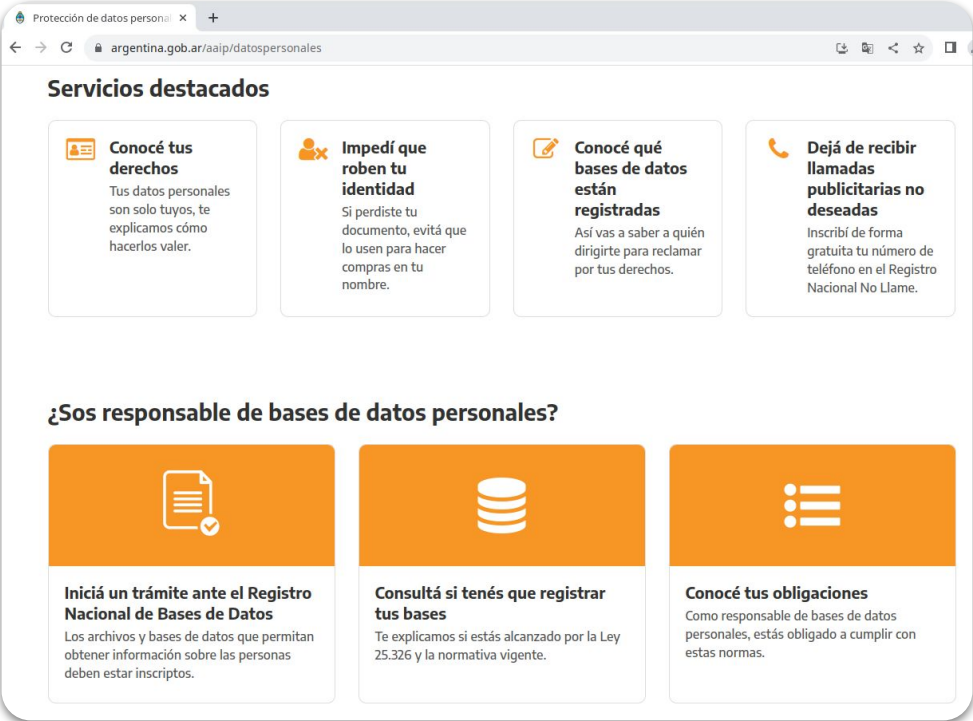 Protección de datos personal
argentina.gob.ar/aaip/datospersonales
Servicios destacados
Conocé tus
derechos
Tus datos personales
son solo tuyos, te
explicamos cómo
hacerlos valer.
Impedí que
roben tu
identidad
Si perdiste tu
documento, evitá que
lo usen para hacer
compras en tu
nombre.
Conocé qué
bases de datos
están
registradas
Así vas a saber a quién
dirigirte para reclamar
por tus derechos.
Dejá de recibir
llamadas
publicitarias no
deseadas
Inscribí de forma
gratuita tu número de
teléfono en el Registro
Nacional No Llame.
¿Sos responsable de bases de datos personales?
Iniciá un trámite ante el Registro
Nacional de Bases de Datos
Los archivos y bases de datos que permitan
obtener información sobre las personas
deben estar inscriptos.
Consultá si tenés que registrar
tus bases
Te explicamos si estás alcanzado por la Ley
25.326 y la normativa vigente.
Conocé tus obligaciones
Como responsable de bases de datos
personales, estás obligado a cumplir con
estas normas.